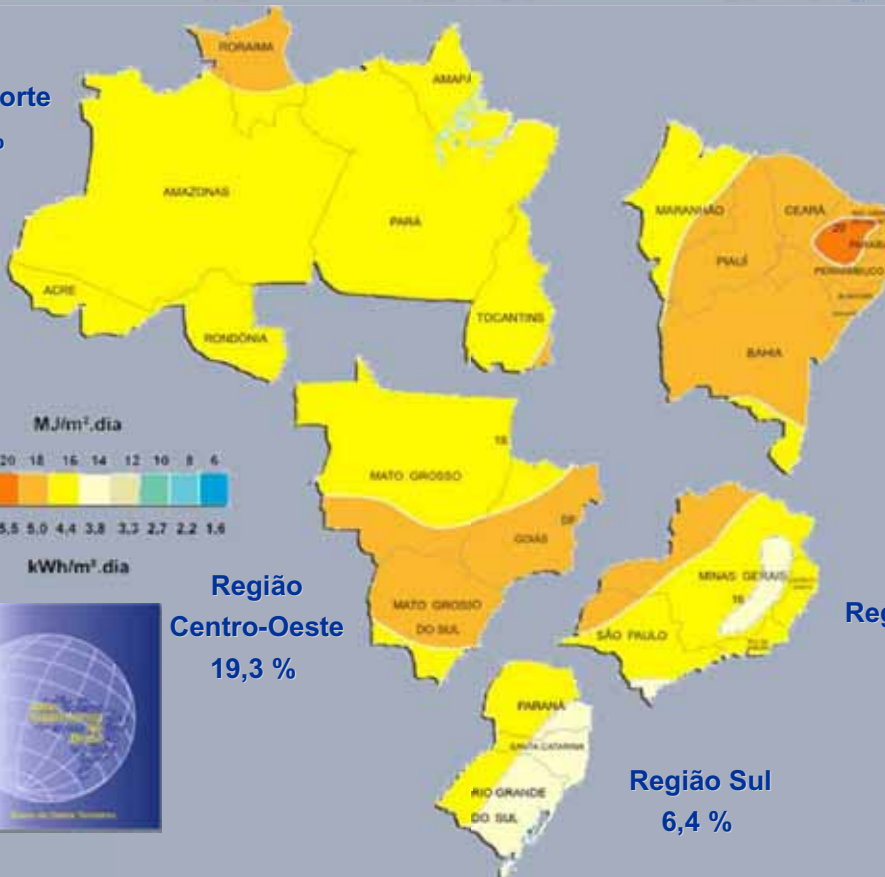 RORAIMA
AMAPÁ
orte
%
AMAZONAS
PARÁ
ACRE
RONDÔNIA
TOCANTINS
MARANHÃO
CEARÁ
20
PIAUÍ
PERNAMBUCO
BAHIA
MJ/m².dia
20 18 16 14 12 10 8 6
5,5 5,0 4,4 3,8 3,3 2,7 2,2 1,6
kWh/m².dia
18
MATO GROSSO
DF
GOIÁS
MATO GROSSO
DO SUL
Região
Centro-Oeste
19,3 %
MINAS GERAIS
16
SÃO PAULO
Reg
PARANÁ
SANTA CATARINA
RIO GRANDE
DO SUL
Região Sul
6,4 %